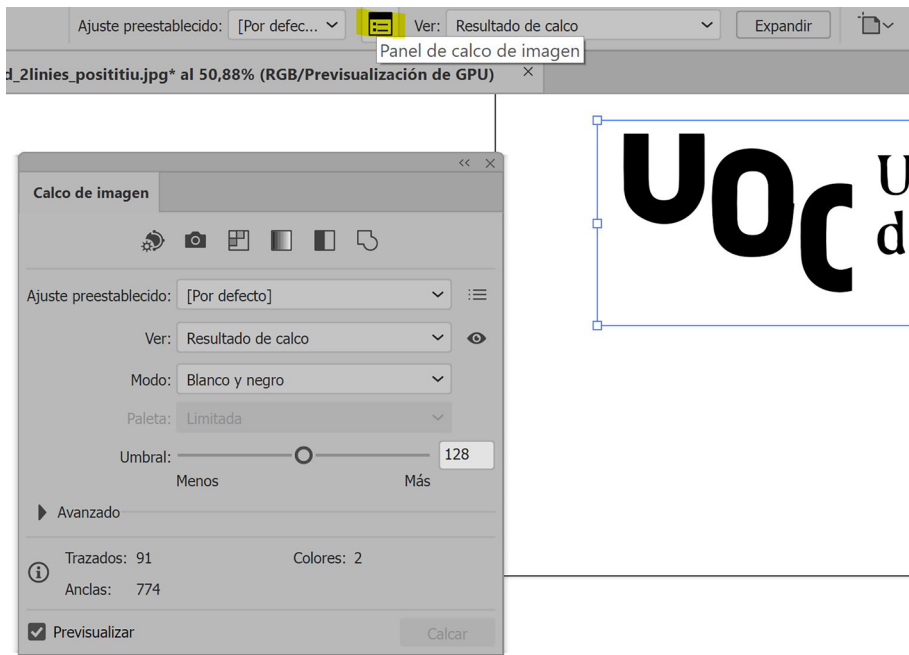 Ajuste preestablecido: [Por defec... Ver: Resultado de calco Expandir
Panel de calco de imagen
d_2linies_posititiu.jpg* al 50,88% (RGB/Previsualización de GPU) ×
UOC U
d
Calco de imagen
Ajuste preestablecido: [Por defecto]
Ver: Resultado de calco
Modo: Blanco y negro
Paleta: Limitada
Umbral: 128
Menos Más
Avanzado
Trazados: 91 Colores: 2
Anclas: 774
Previsualizar Calcar